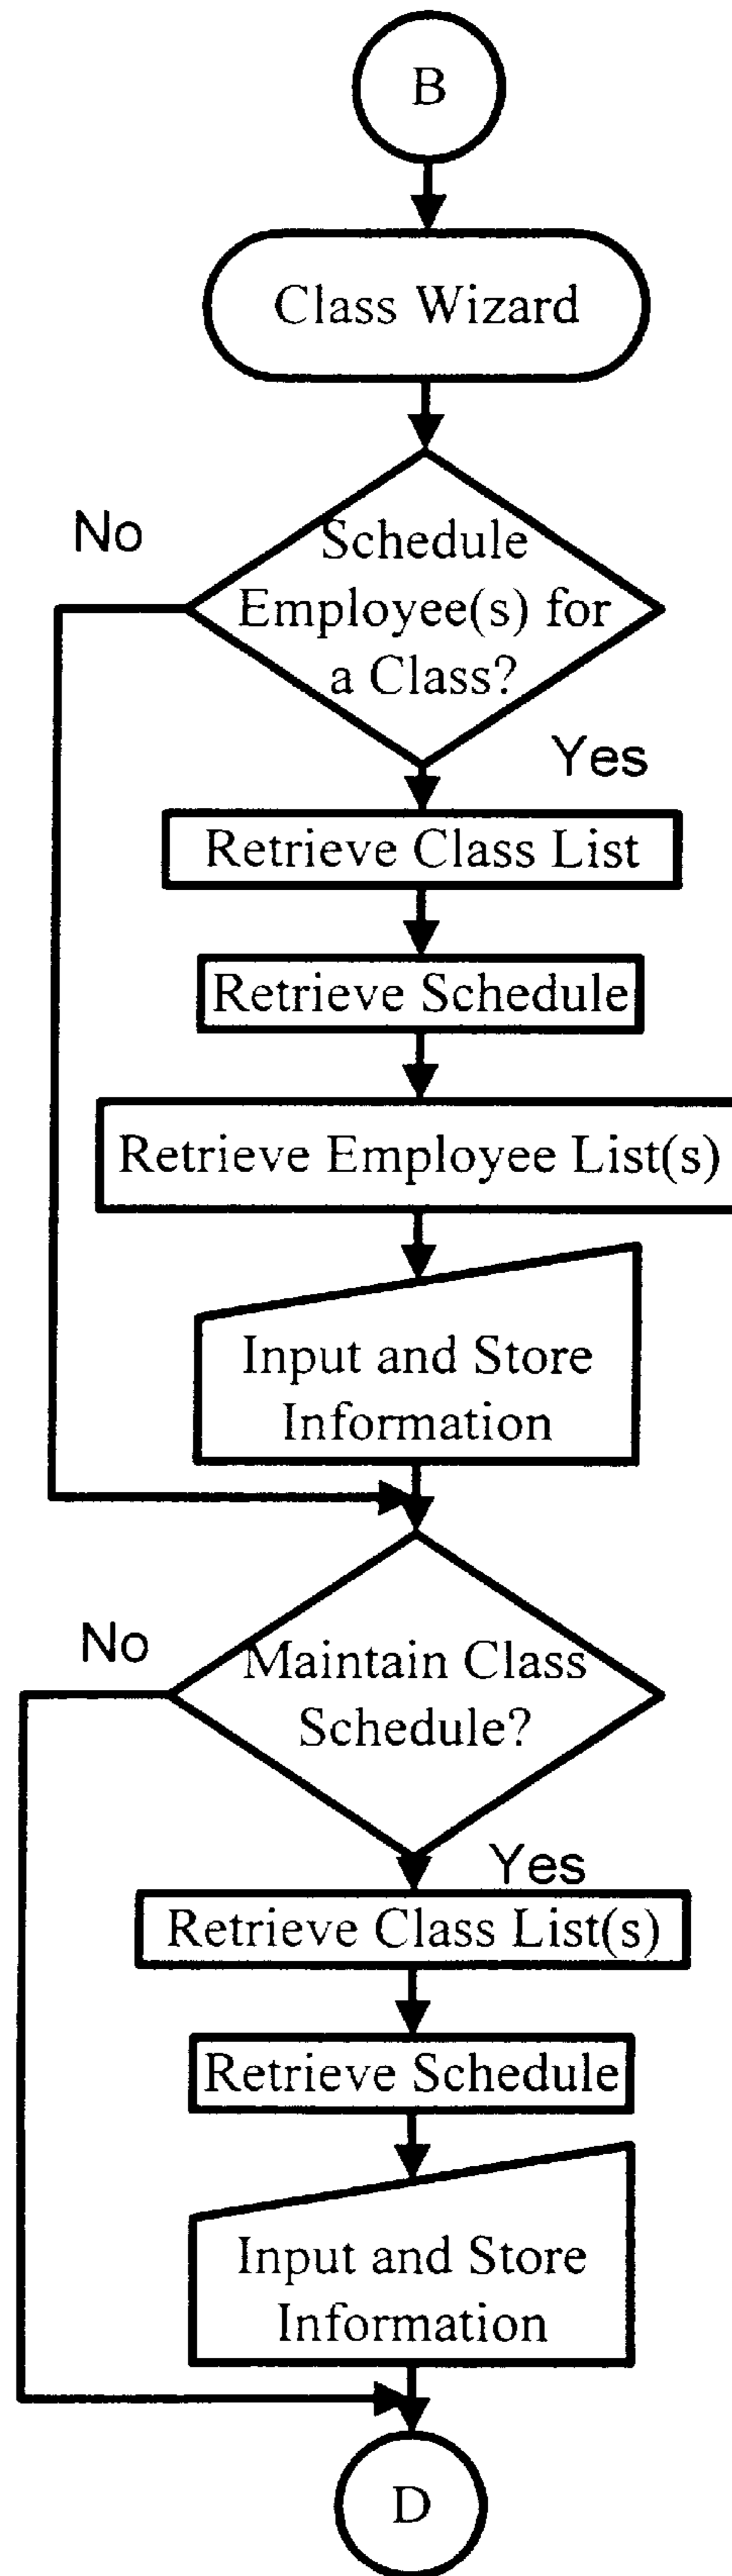 B
Class Wizard
No
Schedule
Employee(s) for
a Class?
Yes
Retrieve Class List
Retrieve Schedule
Retrieve Employee List(s)
Input and Store
Information
No
Maintain Class
Schedule?
Yes
Retrieve Class List(s)
Retrieve Schedule
Input and Store
Information
D